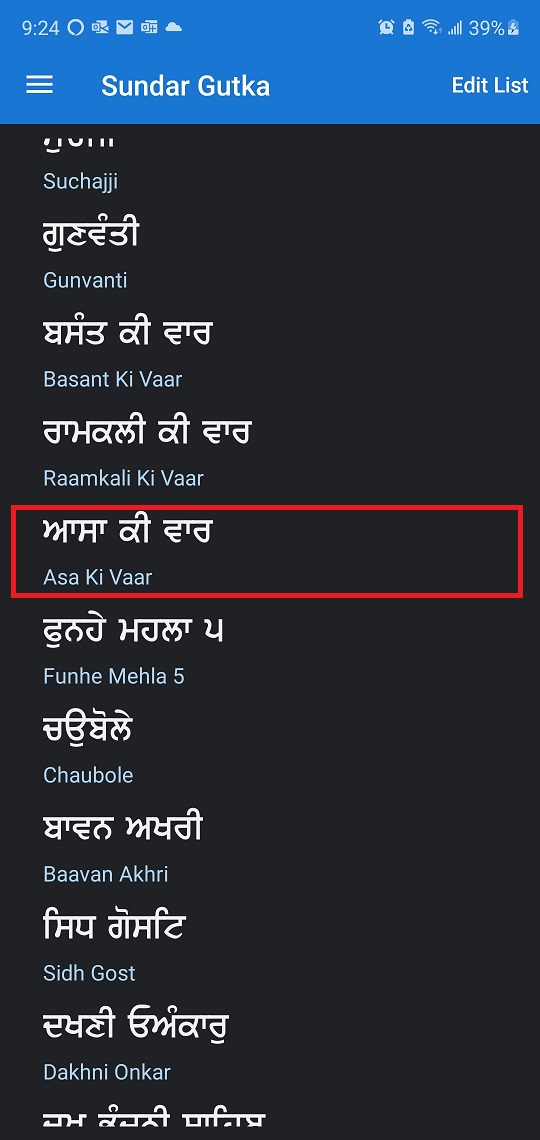 9:24
39%
Sundar Gutka
Edit List
Suchajji
ਗੁਣਵੰਤੀ
Gunvanti
ਬਸੰਤ ਕੀ ਵਾਰ
Basant Ki Vaar
ਰਾਮਕਲੀ ਕੀ ਵਾਰ
Raamkali Ki Vaar
ਆਸਾ ਕੀ ਵਾਰ
Asa Ki Vaar
ਫੁਨਹੇ ਮਹਲਾ ੫
Funhe Mehla 5
ਚਉਬੋਲੇ
Chaubole
ਬਾਵਨ ਅਖਰੀ
Baavan Akhri
ਸਿਧ ਗੋਸਟਿ
Sidh Gost
ਦਖਣੀ ਓਅੰਕਾਰੁ
Dakhni Onkar